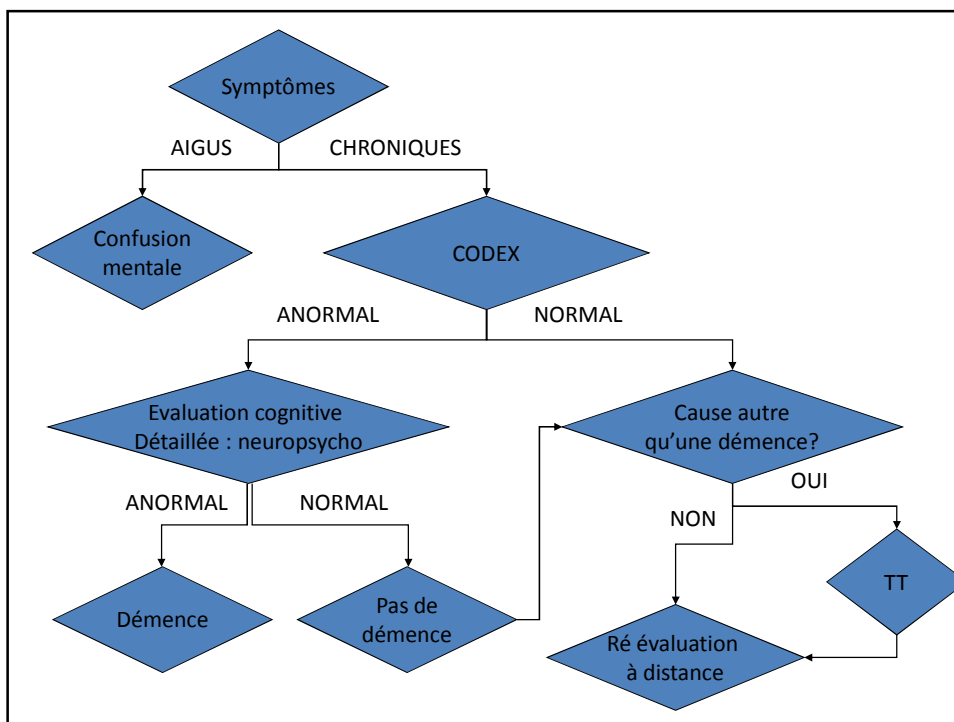 Symptômes
AIGUS
CHRONIQUES
Confusion
mentale
CODEX
ANORMAL
NORMAL
Evaluation cognitive
Détaillée : neuropsycho
Cause autre
qu'une démence?
ANORMAL
NORMAL
OUI
NON
Démence
Pas de
démence
TT
Ré évaluation
à distance